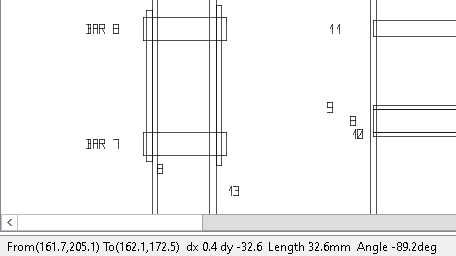 BAR 8
11
9
8
10
BAR 7
8
13
From(161.7,205.1) To(162.1,172.5) dx 0.4 dy -32.6 Length 32.6mm Angle -89.2deg